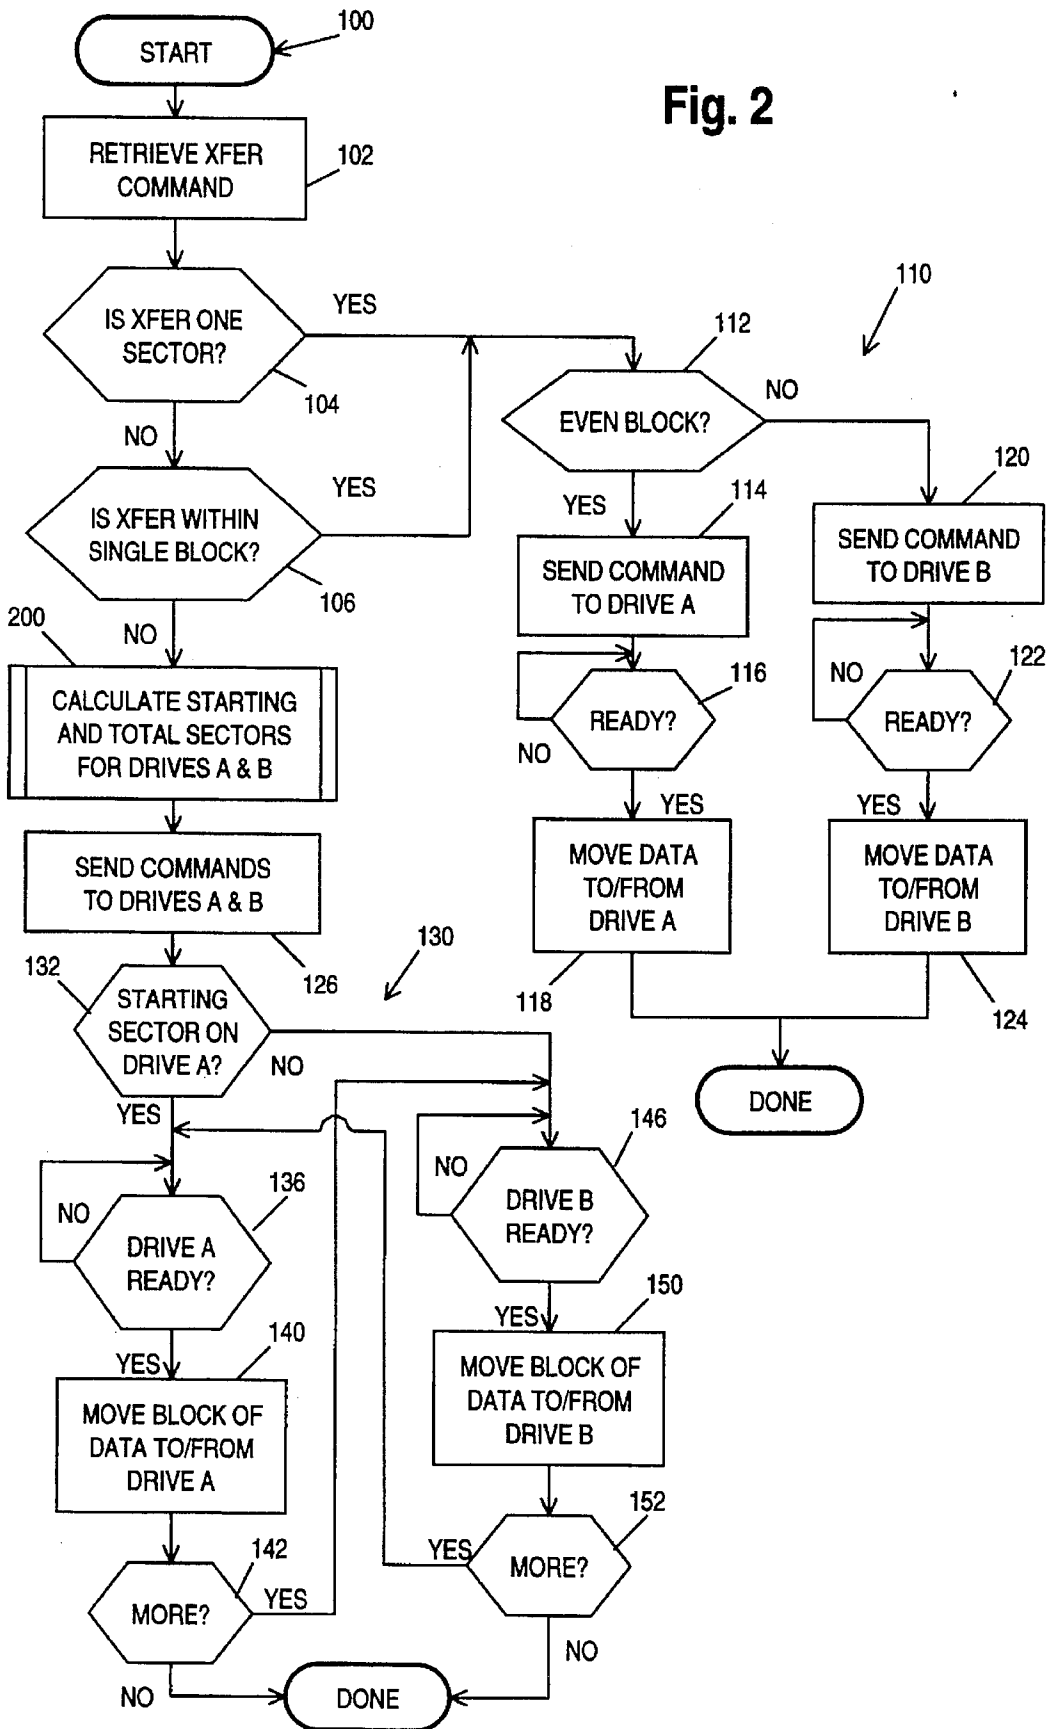 START
100
Fig. 2
RETRIEVE XFER
COMMAND
102
IS XFER ONE
SECTOR?
YES
104
NO
110
112
EVEN BLOCK?
NO
YES
IS XFER WITHIN
SINGLE BLOCK?
YES
106
NO
114
SEND COMMAND
TO DRIVE A
120
SEND COMMAND
TO DRIVE B
200
CALCULATE STARTING
AND TOTAL SECTORS
FOR DRIVES A & B
116
READY?
NO
YES
122
NO
READY?
YES
SEND COMMANDS
TO DRIVES A & B
126
MOVE DATA
TO/FROM
DRIVE A
118
MOVE DATA
TO/FROM
DRIVE B
124
DONE
130
132
STARTING
SECTOR ON
DRIVE A?
NO
YES
136
NO
DRIVE A
READY?
YES
146
NO
DRIVE B
READY?
YES
140
MOVE BLOCK OF
DATA TO/FROM
DRIVE A
150
MOVE BLOCK OF
DATA TO/FROM
DRIVE B
142
MORE?
YES
NO
152
YES
MORE?
NO
DONE